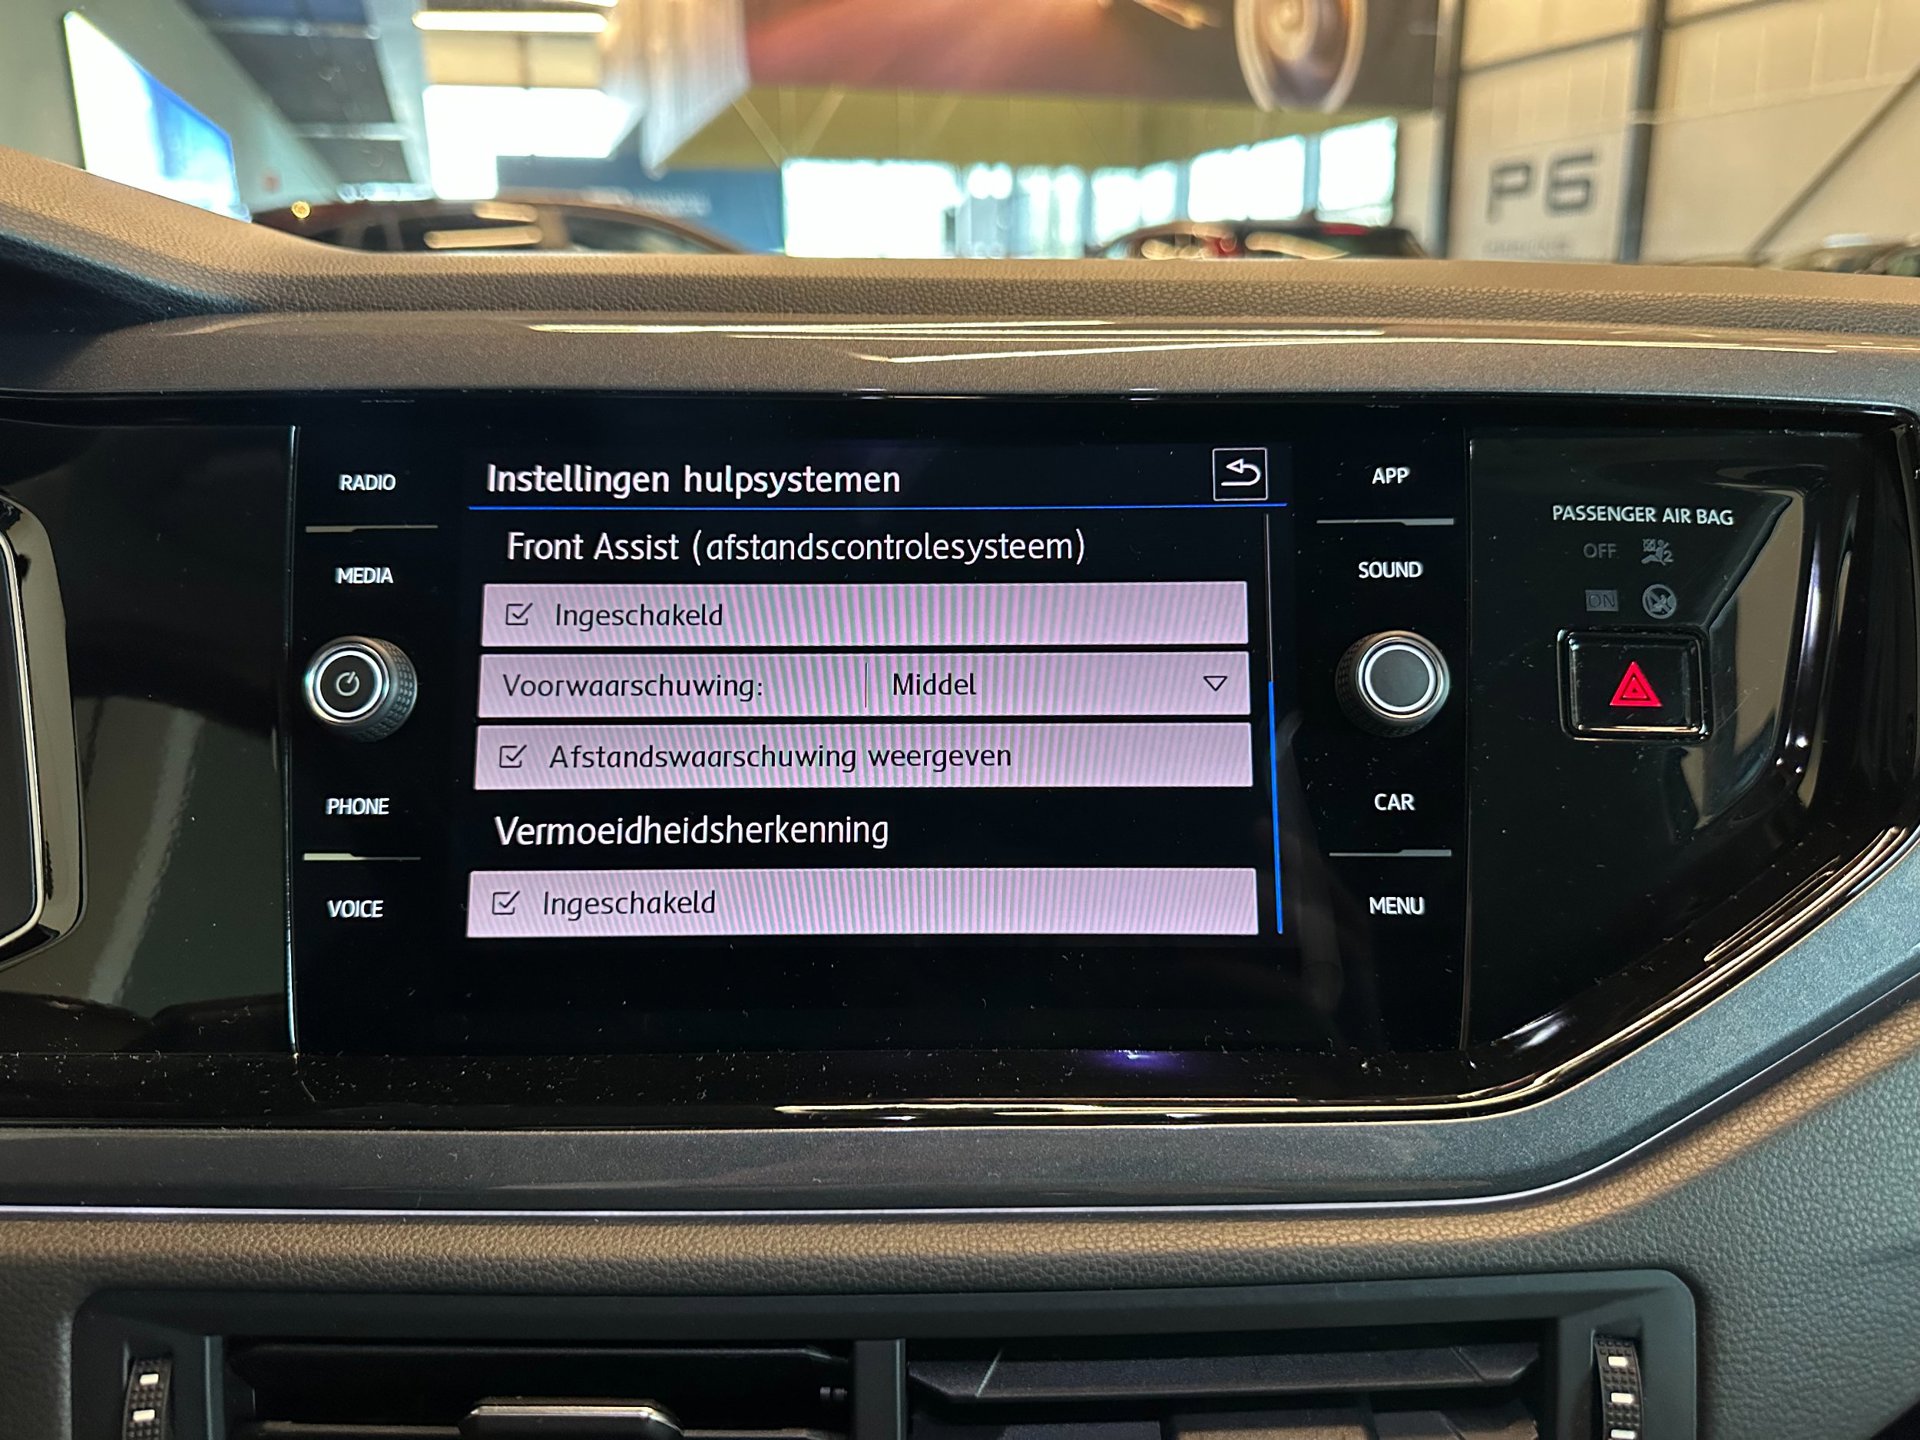 P6
RADIO
MEDIA
PHONE
VOICE
Instellingen hulpsystemen
Front Assist (afstandscontrolesysteem)
Ingeschakeld
Voorwaarschuwing: Middel
Afstandswaarschuwing weergeven
Vermoeidheidsherkenning
Ingeschakeld
APP
SOUND
CAR
MENU
PASSENGER AIR BAG
OFF
ON